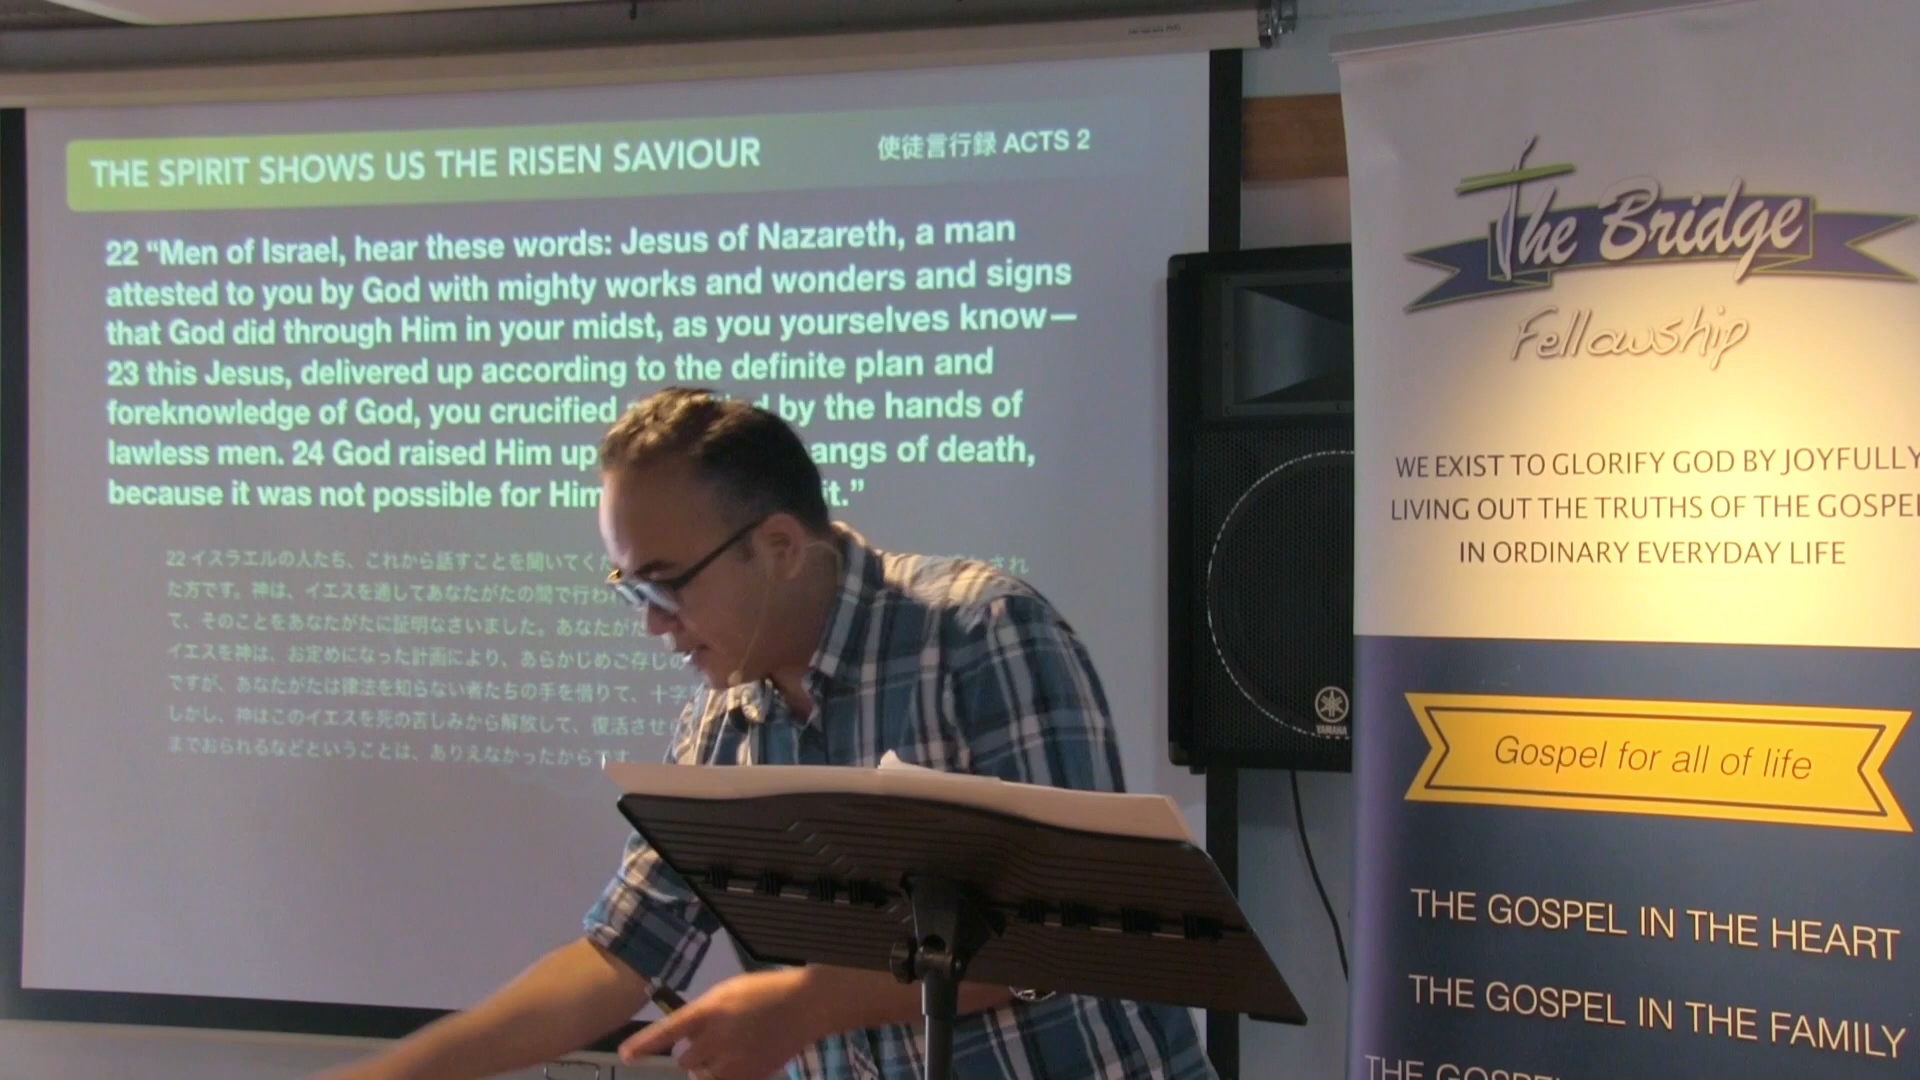 THE SPIRIT SHOWS US THE RISEN SAVIOUR
使徒言行録 ACTS 2
22 “Men of Israel, hear these words: Jesus of Nazareth, a man
attested to you by God with mighty works and wonders and signs
that God did through Him in your midst, as you yourselves know—
23 this Jesus, delivered up according to the definite plan and
foreknowledge of God, you crucified by the hands of
lawless men. 24 God raised Him up angs of death,
because it was not possible for Him it.”
22 イスラエルの人たち、これから話すことを聞いてく され
た方です。神は、イエスを通してあなたがたの間で行わ
て、そのことをあなたがたに証明なさいました。あなたがた
イエスを神は、お定めになった計画により、あらかじめご存じの
ですが、あなたがたは律法を知らない者たちの手を借りて、十字
しかし、神はこのイエスを死の苦しみから解放して、復活させ
までおられるなどということは、ありえなかったからです。
YAMAHA
The Bridge
Fellowship
WE EXIST TO GLORIFY GOD BY JOYFULLY
LIVING OUT THE TRUTHS OF THE GOSPEL
IN ORDINARY EVERYDAY LIFE
Gospel for all of life
THE GOSPEL IN THE HEART
THE GOSPEL IN THE FAMILY
THE GOSPEL